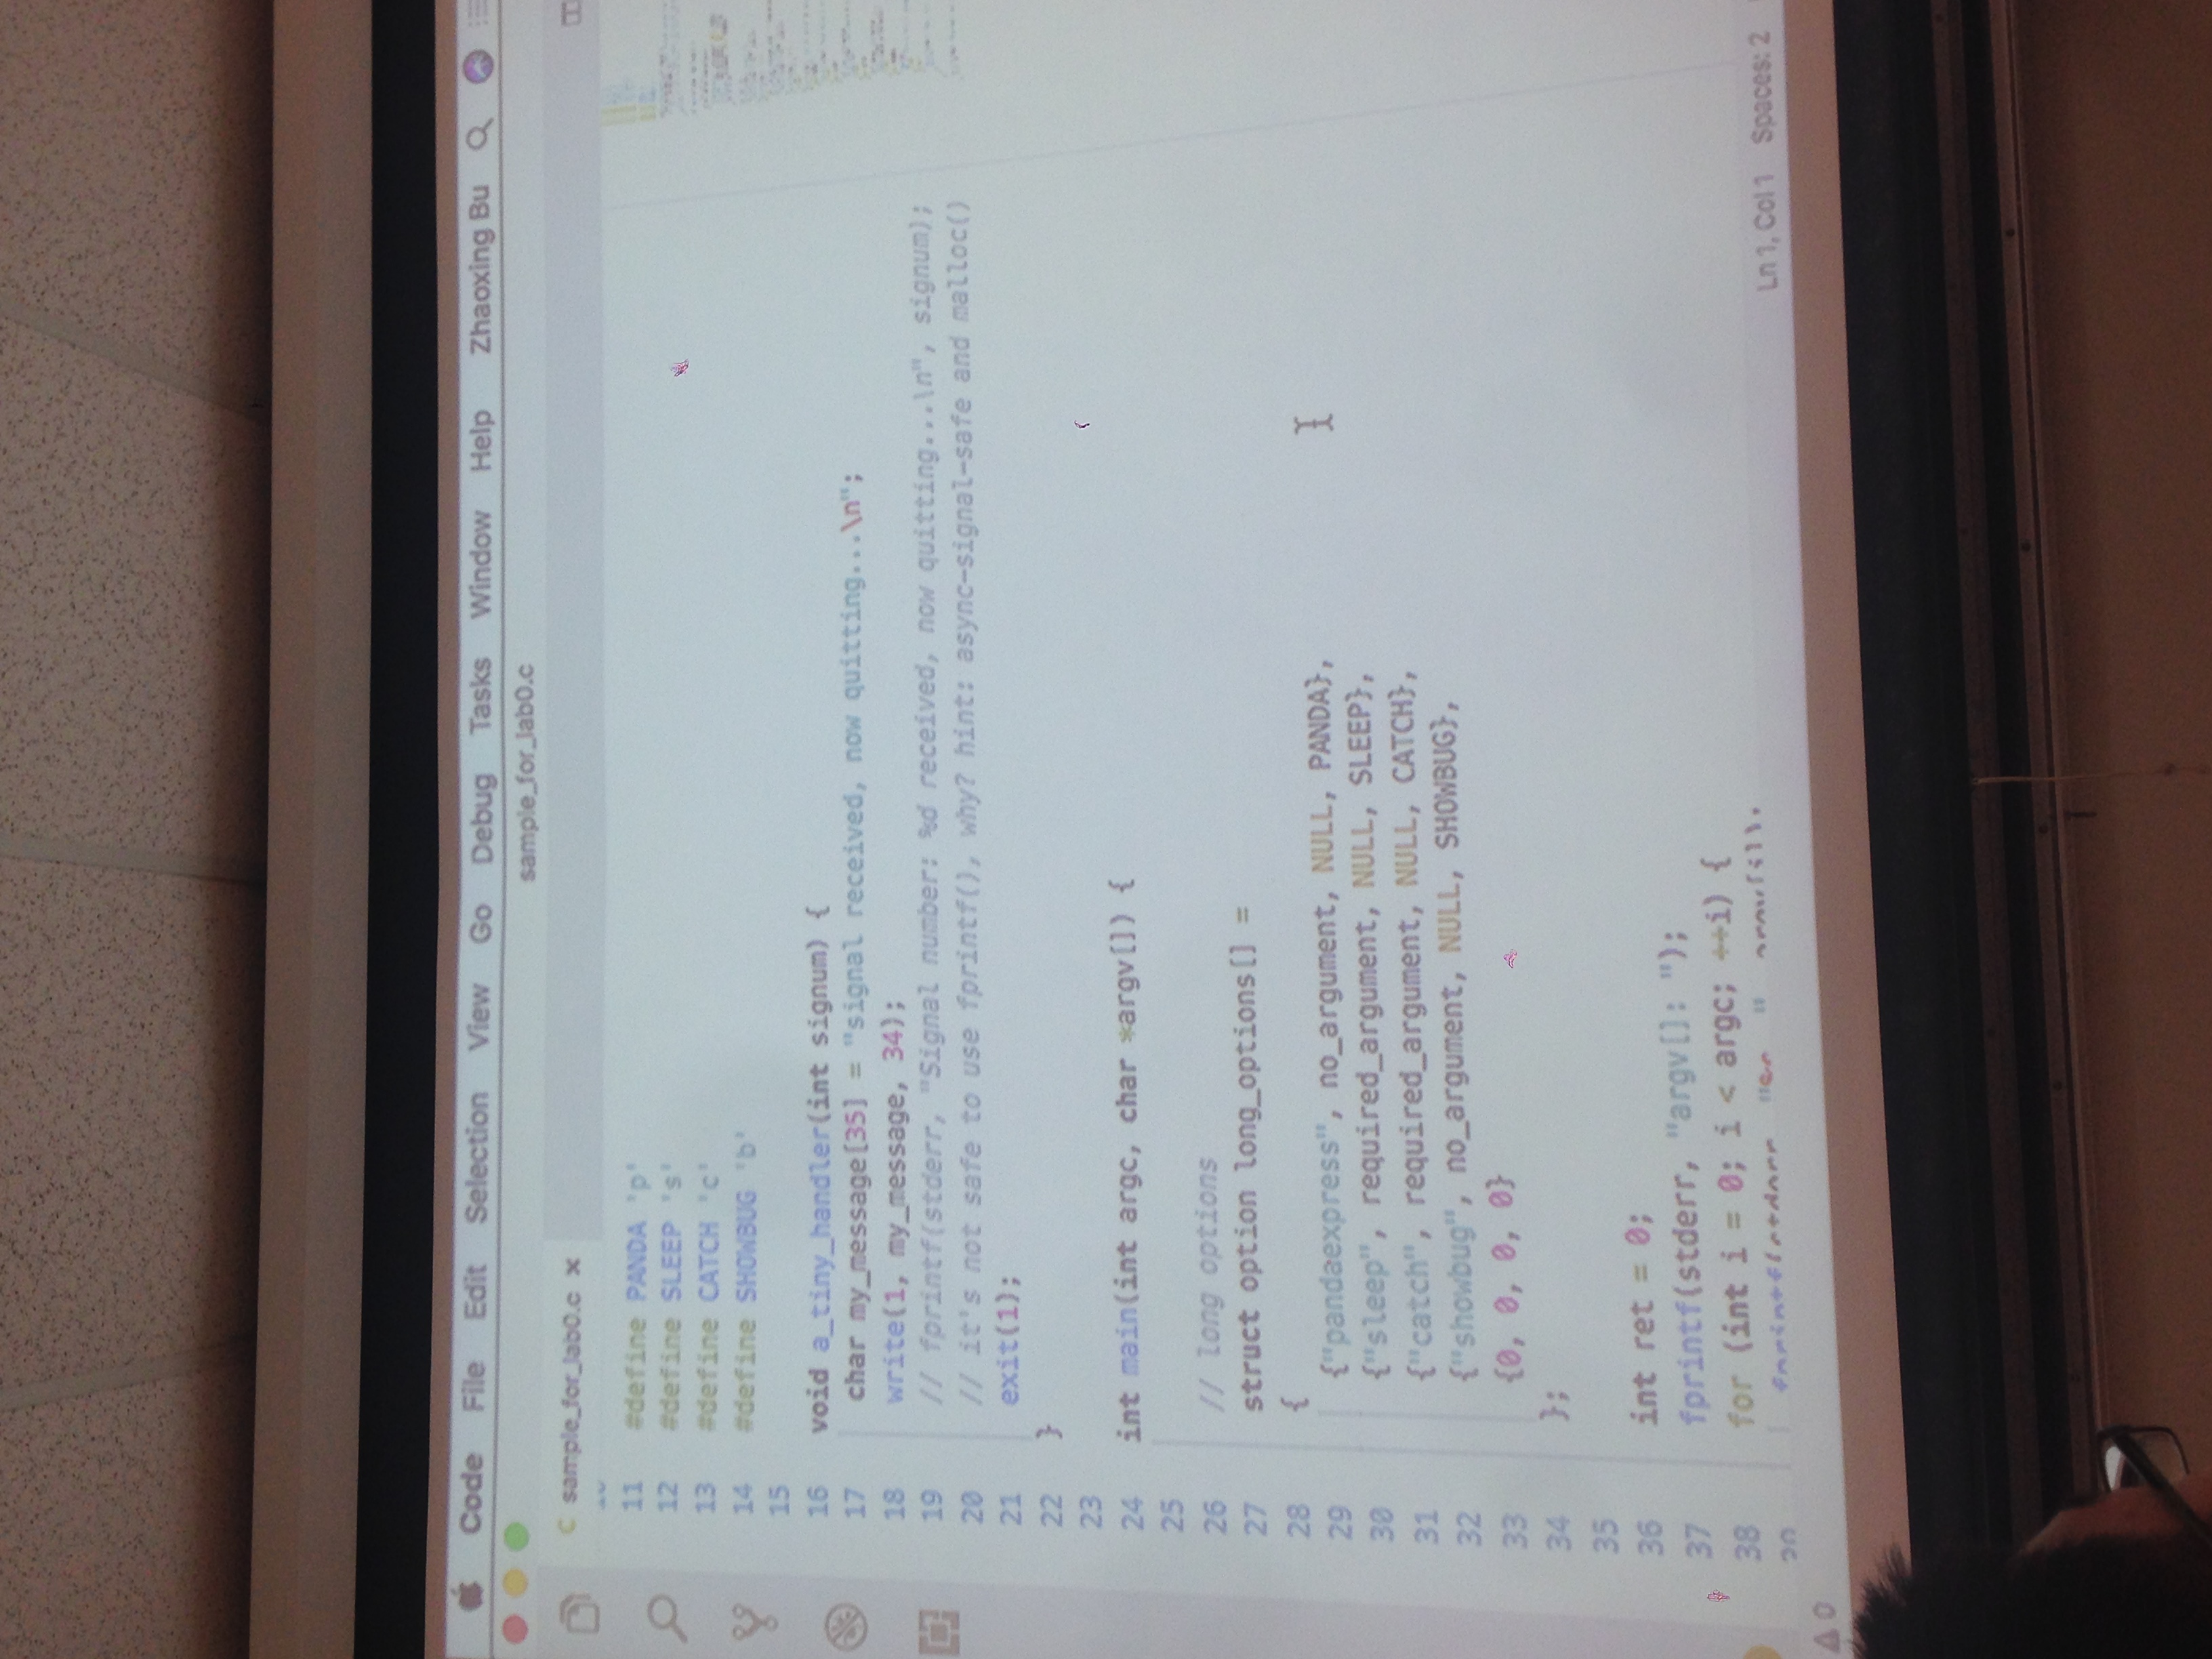 Code File Edit Selection View Go Debug Tasks Window Help Zhaoxing Bu
sample_for_lab0.c
C sample_for_lab0.c ×
11 #define PANDA 'p'
12 #define SLEEP 's'
13 #define CATCH 'c'
14 #define SHOWBUG 'b'
15
16 void a_tiny_handler(int signum) {
17 char my_message[35] = "signal received, now quitting...\n";
18 write(1, my_message, 34);
19 // fprintf(stderr, "Signal number: %d received, now quitting...\n", signum);
20 // it's not safe to use fprintf(), why? hint: async-signal-safe and malloc()
21 exit(1);
22 }
23
24 int main(int argc, char *argv[]) {
25
26 // long options
27 struct option long_options[] =
28 {
29 {"pandaexpress", no_argument, NULL, PANDA},
30 {"sleep", required_argument, NULL, SLEEP},
31 {"catch", required_argument, NULL, CATCH},
32 {"showbug", no_argument, NULL, SHOWBUG},
33 {0, 0, 0, 0}
34 };
35
36 int ret = 0;
37 fprintf(stderr, "argv[]: ");
38 for (int i = 0; i < argc; ++i) {
Ln 1, Col 1 Spaces: 2
0